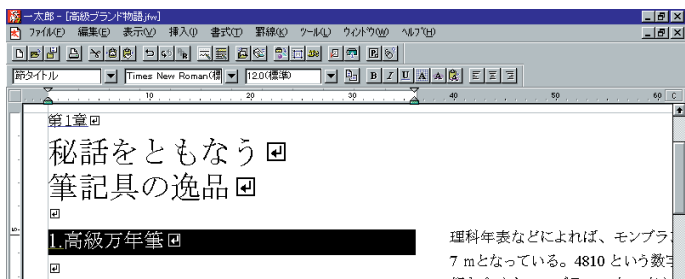 一太郎 - [高級ブランド物語.jtw]
ファイル(F) 編集(E) 表示(V) 挿入(I) 書式(T) 罫線(K) ツール(L) ウィンドウ(W) ヘルプ(H)
節タイトル Times New Roman(標 12.0(標準) B I U A A
10 20 30 40 50 60 C
第1章
秘話をともなう
筆記具の逸品
1.高級万年筆
理科年表などによれば、モンブラン
7 mとなっている。4810 という数字